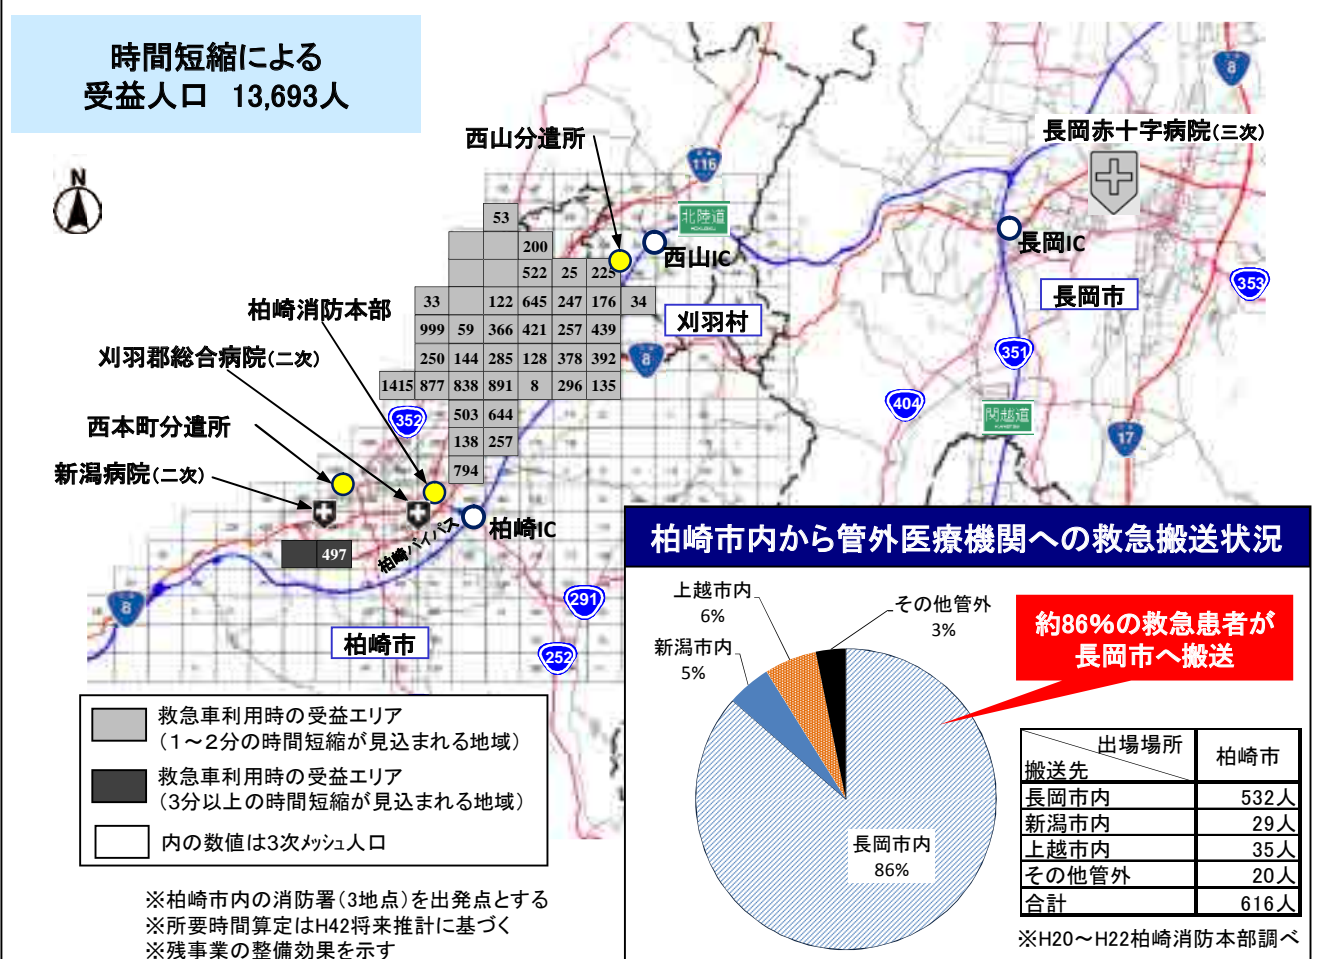 時間短縮による
受益人口 13,693人
N
西山分遣所
116
8
長岡赤十字病院(三次)
北陸道
西山IC
長岡IC
長岡市
353
刈羽村
8
351
404
関越道
17
柏崎消防本部
刈羽郡総合病院(二次)
352
西本町分遣所
新潟病院(二次)
53
200
522 25 225
33 122 645 247 176 34
999 59 366 421 257 439
250 144 285 128 378 392
1415 877 838 891 8 296 135
503 644
138 257
794
497
柏崎バイパス
柏崎IC
8
291
252
柏崎市
救急車利用時の受益エリア
(1～2分の時間短縮が見込まれる地域)
救急車利用時の受益エリア
(3分以上の時間短縮が見込まれる地域)
内の数値は3次メッシュ人口
※柏崎市内の消防署(3地点)を出発点とする
※所要時間算定はH42将来推計に基づく
※残事業の整備効果を示す
柏崎市内から管外医療機関への救急搬送状況
上越市内
6%
その他管外
3%
新潟市内
5%
長岡市内
86%
約86%の救急患者が
長岡市へ搬送
出場場所
搬送先
柏崎市
長岡市内 532人
新潟市内 29人
上越市内 35人
その他管外 20人
合計 616人
※H20～H22柏崎消防本部調べ